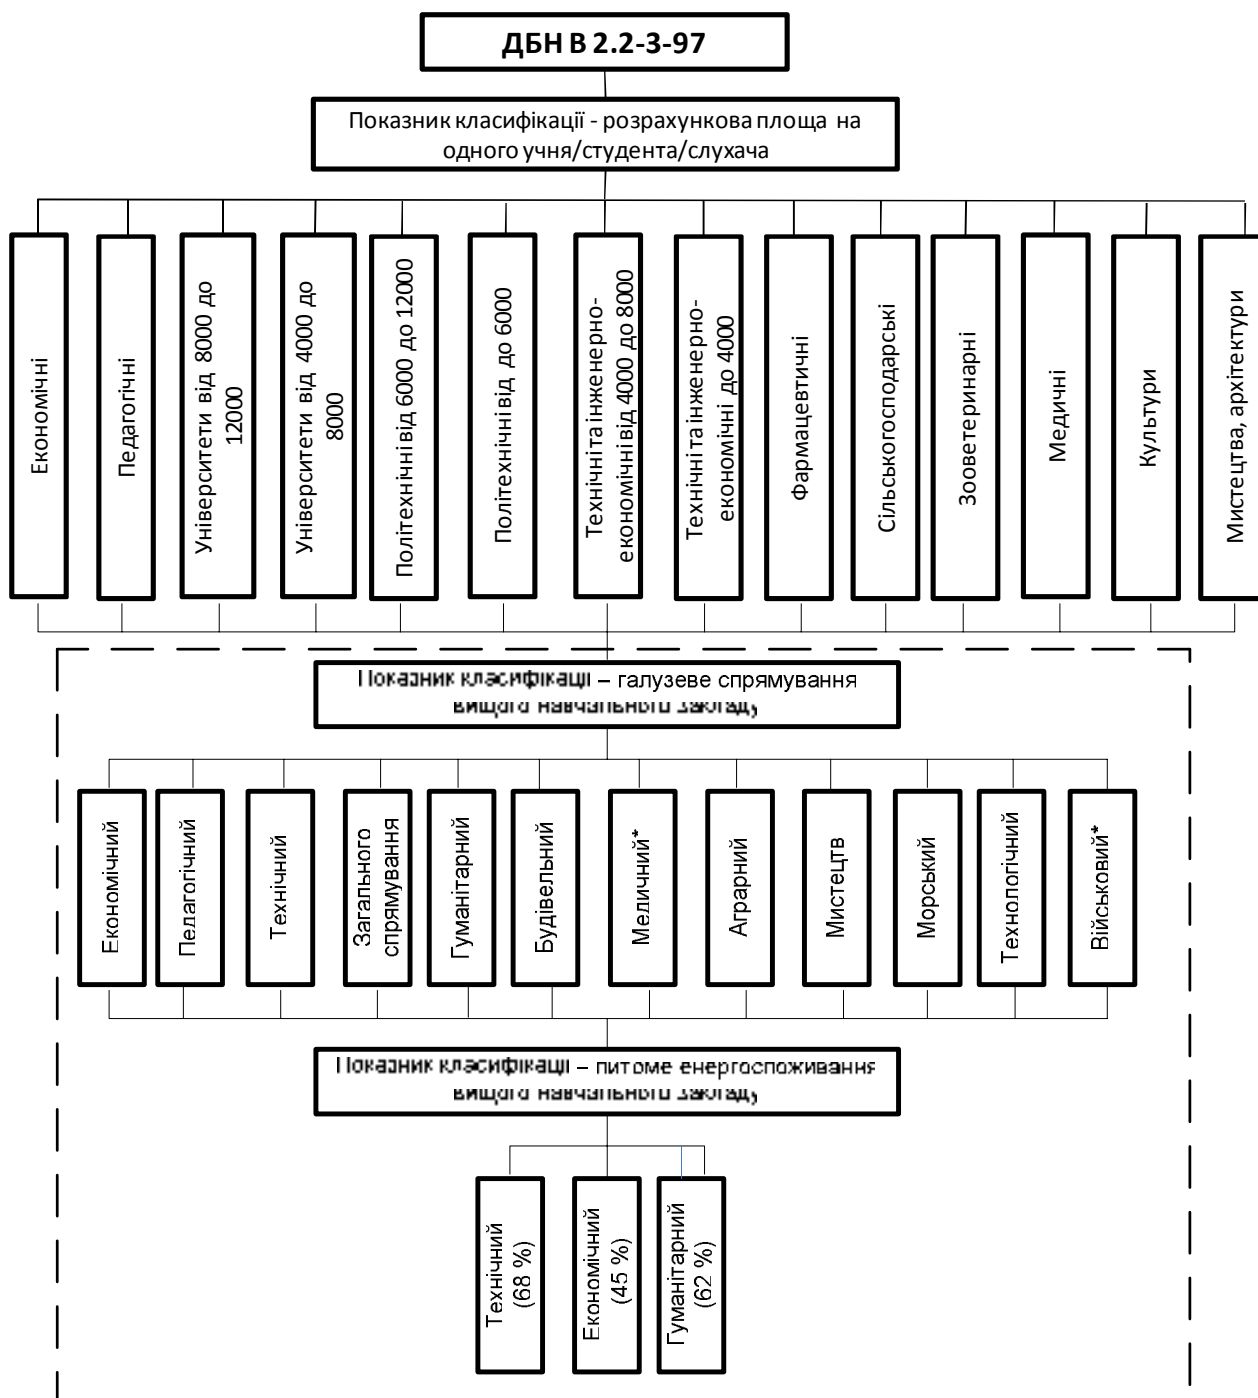 ДБН В 2.2-3-97
Показник класифікації - розрахункова площа на
одного учня/студента/слухача
Економічні
Педагогічні
Університети від 8000 до
12000
Університети від 4000 до
8000
Політехнічні від 6000 до 12000
Політехнічні від до 6000
Технічні та інженерно-
економічні від 4000 до 8000
Технічні та інженерно-
економічні до 4000
Фармацевтичні
Сільськогосподарські
Зооветеринарні
Медичні
Культури
Мистецтва, архітектури
Показник класифікації – галузеве спрямування
вищого навчального закладу
Економічний
Педагогічний
Технічний
Загального
спрямування
Гуманітарний
Будівельний
Медичний*
Аграрний
Мистецтв
Морський
Технологічний
Військовий*
Показник класифікації – питоме енергоспоживання
вищого навчального закладу
Технічний
(68 %)
Економічний
(45 %)
Гуманітарний
(62 %)